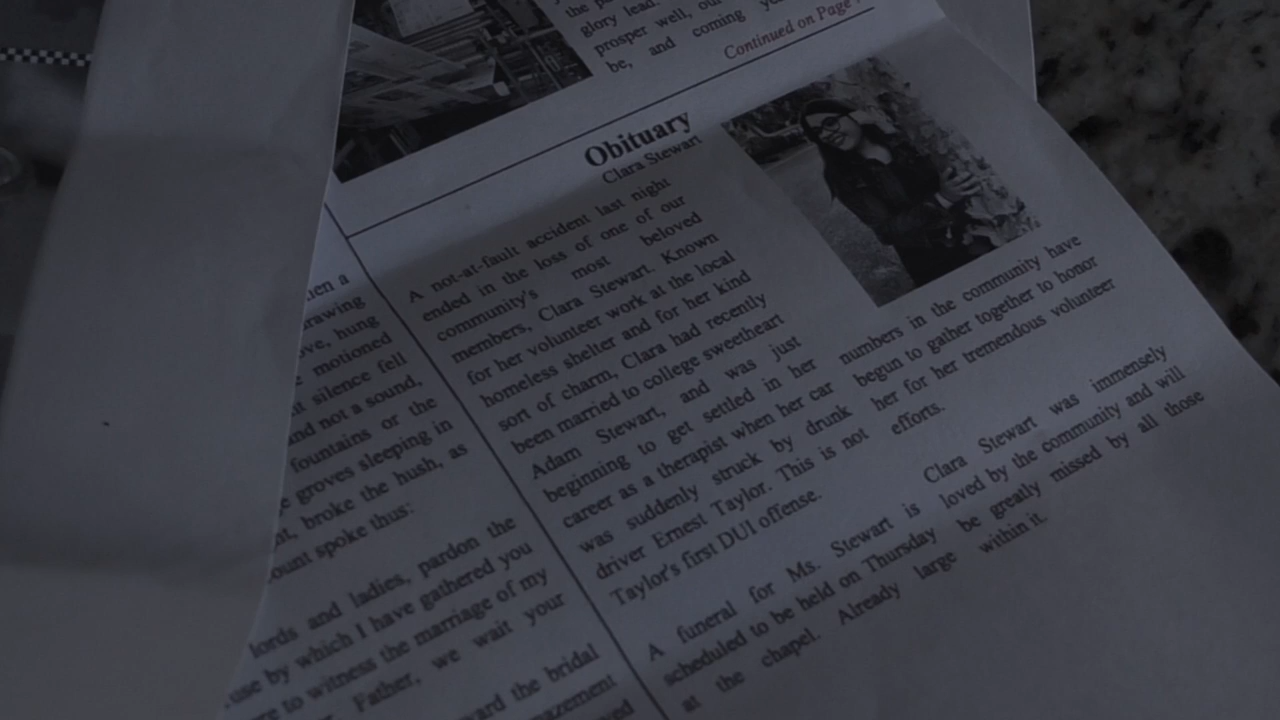 glory lead.
prosper well, our
be, and coming
Continued on Page
Obituary
Clara Stewart
A not-at-fault accident last night
ended in the loss of one of our
community's most beloved
members, Clara Stewart. Known
for her volunteer work at the local
homeless shelter and for her kind
sort of charm, Clara had recently
been married to college sweetheart
Adam Stewart, and was just
beginning to get settled in her
career as a therapist when her car
was suddenly struck by drunk
driver Ernest Taylor. This is not
Taylor's first DUI offense.
A funeral for Ms. Stewart is
scheduled to be held on Thursday
at the chapel. Already large
numbers in the community have
begun to gather together to honor
her for her tremendous volunteer
efforts.
Clara Stewart was immensely
loved by the community and will
be greatly missed by all those
within it.
a
hung
motioned
silence fell
and not a sound,
fountains or the
groves sleeping in
broke the hush, as
spoke thus:
lords and ladies, pardon the
by which I have gathered you
to witness the marriage of my
Father, we wait your
the bridal